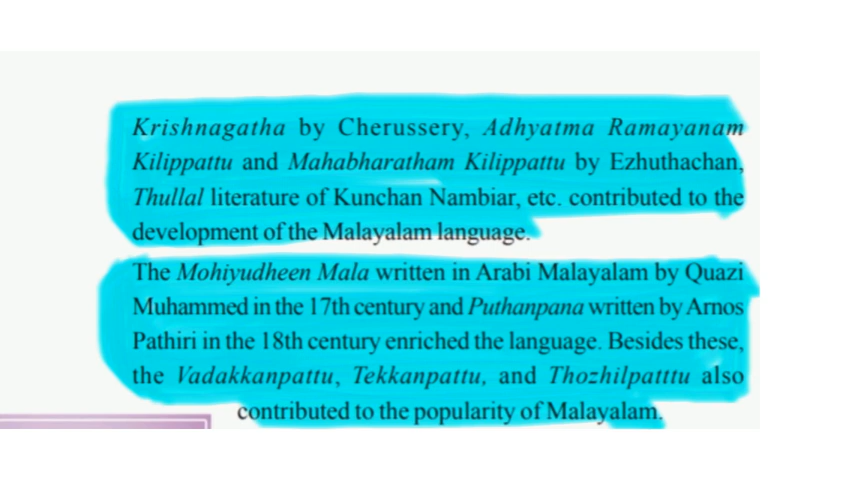 Krishnagatha by Cherussery, Adhyatma Ramayanam
Kilippattu and Mahabharatham Kilippattu by Ezhuthachan,
Thullal literature of Kunchan Nambiar, etc. contributed to the
development of the Malayalam language.
The Mohiyudheen Mala written in Arabi Malayalam by Quazi
Muhammed in the 17th century and Puthanpana written by Arnos
Pathiri in the 18th century enriched the language. Besides these,
the Vadakkanpattu, Tekkanpattu, and Thozhilpatttu also
contributed to the popularity of Malayalam.